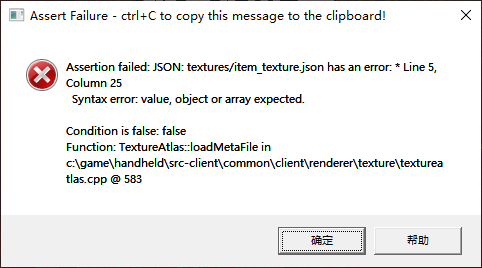 Assert Failure - ctrl+C to copy this message to the clipboard!
Assertion failed: JSON: textures/item_texture.json has an error: * Line 5,
Column 25
Syntax error: value, object or array expected.
Condition is false: false
Function: TextureAtlas::loadMetaFile in
c:\game\handheld\src-client\common\client\renderer\texture\texturea
atlas.cpp @ 583
确定
帮助